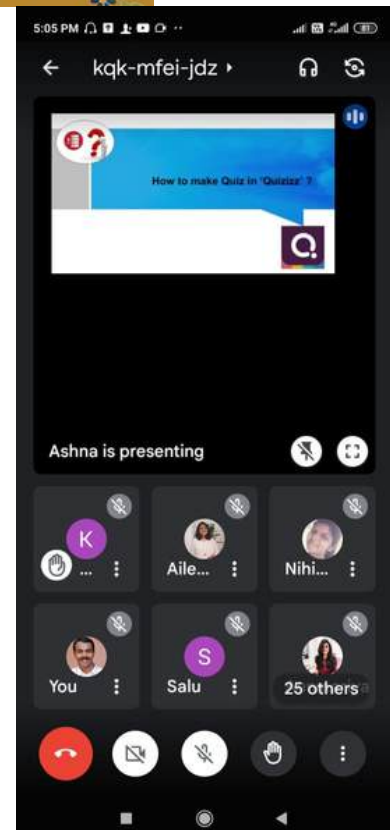 5:05 PM
kqk-mfei-jdz
How to make Quiz in 'Quizizz' ?
Q
Ashna is presenting
K
...
Aile...
Nihi...
You
S
Salu
25 others